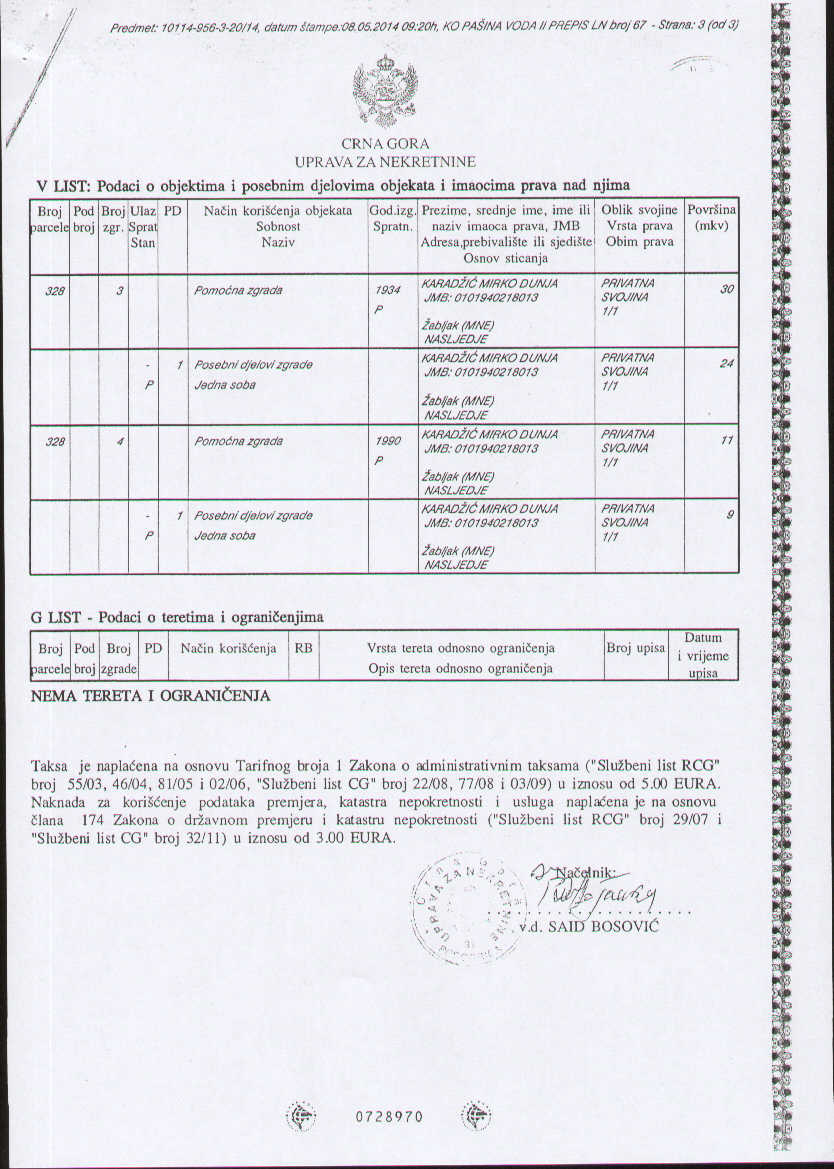 Predmet: 10114-956-3-20/14, datum štampe:08.05.2014 09:20h, KO PAŠINA VODA II PREPIS LN broj 67 - Strana: 3 (od 3)
CRNA GORA
UPRAVA ZA NEKRETNINE
V LIST: Podaci o objektima i posebnim djelovima objekata i imaocima prava nad njima
Broj parcele Pod broj Broj zgr. Ulaz Sprat Stan PD Način korišćenja objekata Sobnost Naziv God.izg. Spratn. Prezime, srednje ime, ime ili naziv imaoca prava, JMB Adresa,prebivalište ili sjedište Osnov sticanja Oblik svojine Vrsta prava Obim prava Površina (mkv)
328 3 Pomoćna zgrada 1934 KARADŽIĆ MIRKO DUNJA PRIVATNA 30
JMB: 0101940218013 SVOJINA
P 1/1
Žabljak (MNE)
NASLJEDJE
- 1 Posebni djelovi zgrade KARADŽIĆ MIRKO DUNJA PRIVATNA 24
JMB: 0101940218013 SVOJINA
P Jedna soba 1/1
Žabljak (MNE)
NASLJEDJE
328 4 Pomoćna zgrada 1990 KARADŽIĆ MIRKO DUNJA PRIVATNA 11
JMB: 0101940218013 SVOJINA
P 1/1
Žabljak (MNE)
NASLJEDJE
- 1 Posebni djelovi zgrade KARADŽIĆ MIRKO DUNJA PRIVATNA 9
JMB: 0101940218013 SVOJINA
P Jedna soba 1/1
Žabljak (MNE)
NASLJEDJE
G LIST - Podaci o teretima i ograničenjima
Broj parcele Pod broj Broj zgrade PD Način korišćenja RB Vrsta tereta odnosno ograničenja Opis tereta odnosno ograničenja Broj upisa Datum i vrijeme upisa
NEMA TERETA I OGRANIČENJA
Taksa je naplaćena na osnovu Tarifnog broja 1 Zakona o administrativnim taksama ("Službeni list RCG"
broj 55/03, 46/04, 81/05 i 02/06, "Službeni list CG" broj 22/08, 77/08 i 03/09) u iznosu od 5.00 EURA.
Naknada za korišćenje podataka premjera, katastra nepokretnosti i usluga naplaćena je na osnovu
člana 174 Zakona o državnom premjeru i katastru nepokretnosti ("Službeni list RCG" broj 29/07 i
"Službeni list CG" broj 32/11) u iznosu od 3.00 EURA.
Načelnik:
v.d. SAID BOSOVIĆ
Crna Gora
UPRAVA ZA NEKRETNINE
0728970